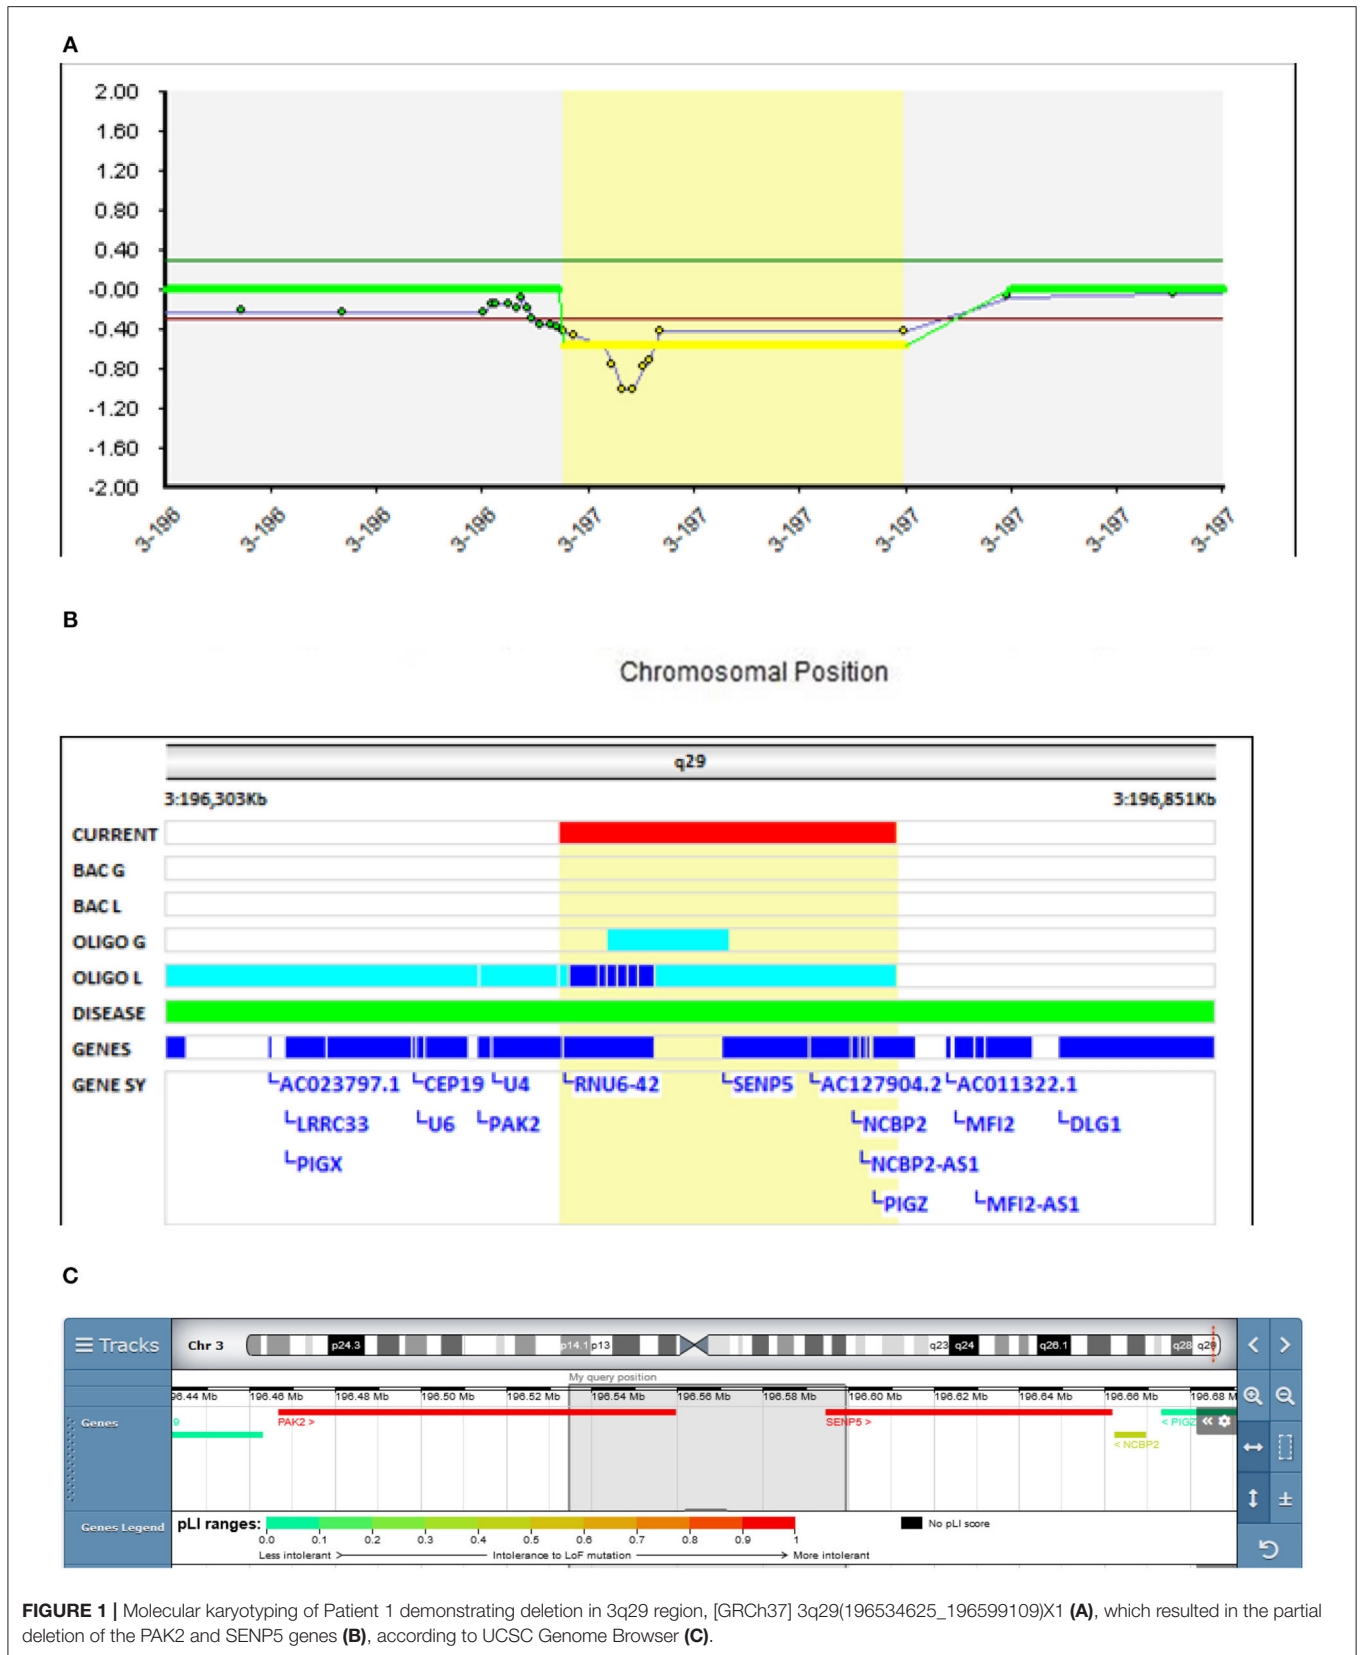 A
2.00
1.60
1.20
0.80
0.40
-0.00
-0.40
-0.80
-1.20
-1.60
-2.00
3-196 3-196 3-196 3-196 3-197 3-197 3-197 3-197 3-197 3-197 3-197
B
Chromosomal Position
q29
3:196,303Kb 3:196,851Kb
CURRENT
BAC G
BAC L
OLIGO G
OLIGO L
DISEASE
GENES
GENE SY AC023797.1 CEP19 U4 RNU6-42 SENP5 AC127904.2 AC011322.1
LRRC33 U6 PAK2 NCBP2 MFI2 DLG1
PIGX NCBP2-AS1
PIGZ MFI2-AS1
C
Tracks Chr 3 p24.3 p14.1 p13 q23 q24 q26.1 q28 q29
My query position
96.44 Mb 196.46 Mb 196.48 Mb 196.50 Mb 196.52 Mb 196.54 Mb 196.56 Mb 196.58 Mb 196.60 Mb 196.62 Mb 196.64 Mb 196.66 Mb 196.68 M
Genes 9 PAK2 > SENP5 > < PIGZ
< NCBP2
Genes Legend pLI ranges: No pLI score
0.0 0.1 0.2 0.3 0.4 0.5 0.6 0.7 0.8 0.9 1
Less intolerant Intolerance to LoF mutation More intolerant
FIGURE 1 | Molecular karyotyping of Patient 1 demonstrating deletion in 3q29 region, [GRCh37] 3q29(196534625_196599109)X1 (A), which resulted in the partial
deletion of the PAK2 and SENP5 genes (B), according to UCSC Genome Browser (C).